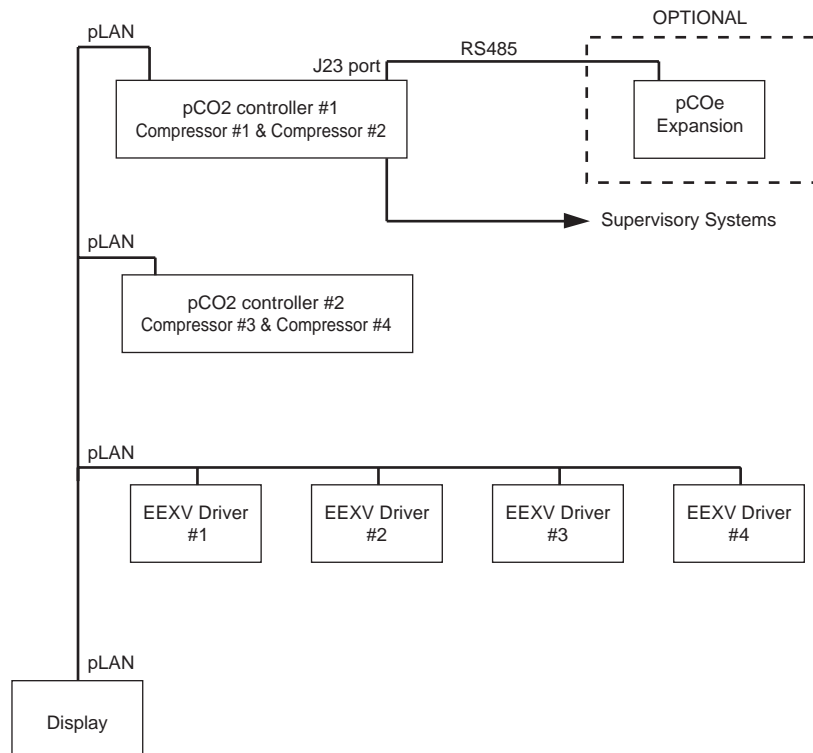 OPTIONAL
pLAN
RS485
J23 port
pCO2 controller #1
Compressor #1 & Compressor #2
pCOe
Expansion
Supervisory Systems
pLAN
pCO2 controller #2
Compressor #3 & Compressor #4
pLAN
EEXV Driver
#1
EEXV Driver
#2
EEXV Driver
#3
EEXV Driver
#4
pLAN
Display